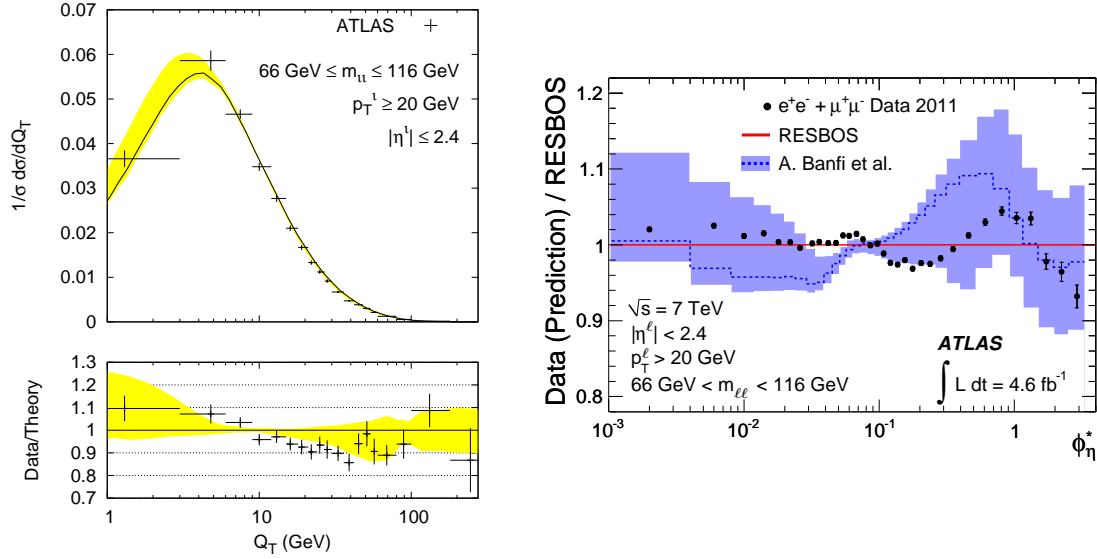 0.07
0.06
0.05
0.04
0.03
0.02
0.01
0
1/σ dσ/dQ_T
ATLAS
66 GeV ≤ m_ll ≤ 116 GeV
p_T^l ≥ 20 GeV
|η^l| ≤ 2.4
1.3
1.2
1.1
1
0.9
0.8
0.7
Data/Theory
1 10 100
Q_T (GeV)
Data (Prediction) / RESBOS
1.2
1.1
1
0.9
0.8
e⁺e⁻ + μ⁺μ⁻ Data 2011
RESBOS
A. Banfi et al.
√s = 7 TeV
|η^ℓ| < 2.4
p_T^ℓ > 20 GeV
66 GeV < m_ℓℓ < 116 GeV
ATLAS
∫ L dt = 4.6 fb⁻¹
10⁻³ 10⁻² 10⁻¹ 1
φ*_η